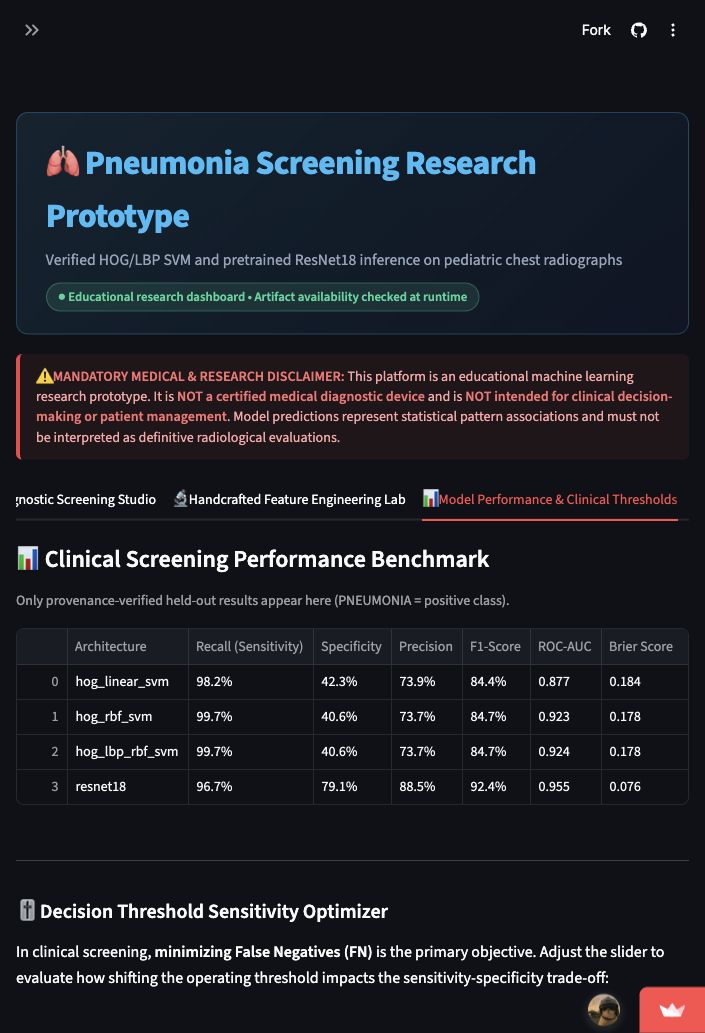 Fork
🫁 Pneumonia Screening Research
Prototype
Verified HOG/LBP SVM and pretrained ResNet18 inference on pediatric chest radiographs
● Educational research dashboard • Artifact availability checked at runtime
⚠️MANDATORY MEDICAL & RESEARCH DISCLAIMER: This platform is an educational machine learning
research prototype. It is NOT a certified medical diagnostic device and is NOT intended for clinical decision-
making or patient management. Model predictions represent statistical pattern associations and must not
be interpreted as definitive radiological evaluations.
gnostic Screening Studio 🔬Handcrafted Feature Engineering Lab 📊Model Performance & Clinical Thresholds
📊 Clinical Screening Performance Benchmark
Only provenance-verified held-out results appear here (PNEUMONIA = positive class).
Architecture Recall (Sensitivity) Specificity Precision F1-Score ROC-AUC Brier Score
0 hog_linear_svm 98.2% 42.3% 73.9% 84.4% 0.877 0.184
1 hog_rbf_svm 99.7% 40.6% 73.7% 84.7% 0.923 0.178
2 hog_lbp_rbf_svm 99.7% 40.6% 73.7% 84.7% 0.924 0.178
3 resnet18 96.7% 79.1% 88.5% 92.4% 0.955 0.076
🎚️ Decision Threshold Sensitivity Optimizer
In clinical screening, minimizing False Negatives (FN) is the primary objective. Adjust the slider to
evaluate how shifting the operating threshold impacts the sensitivity-specificity trade-off: